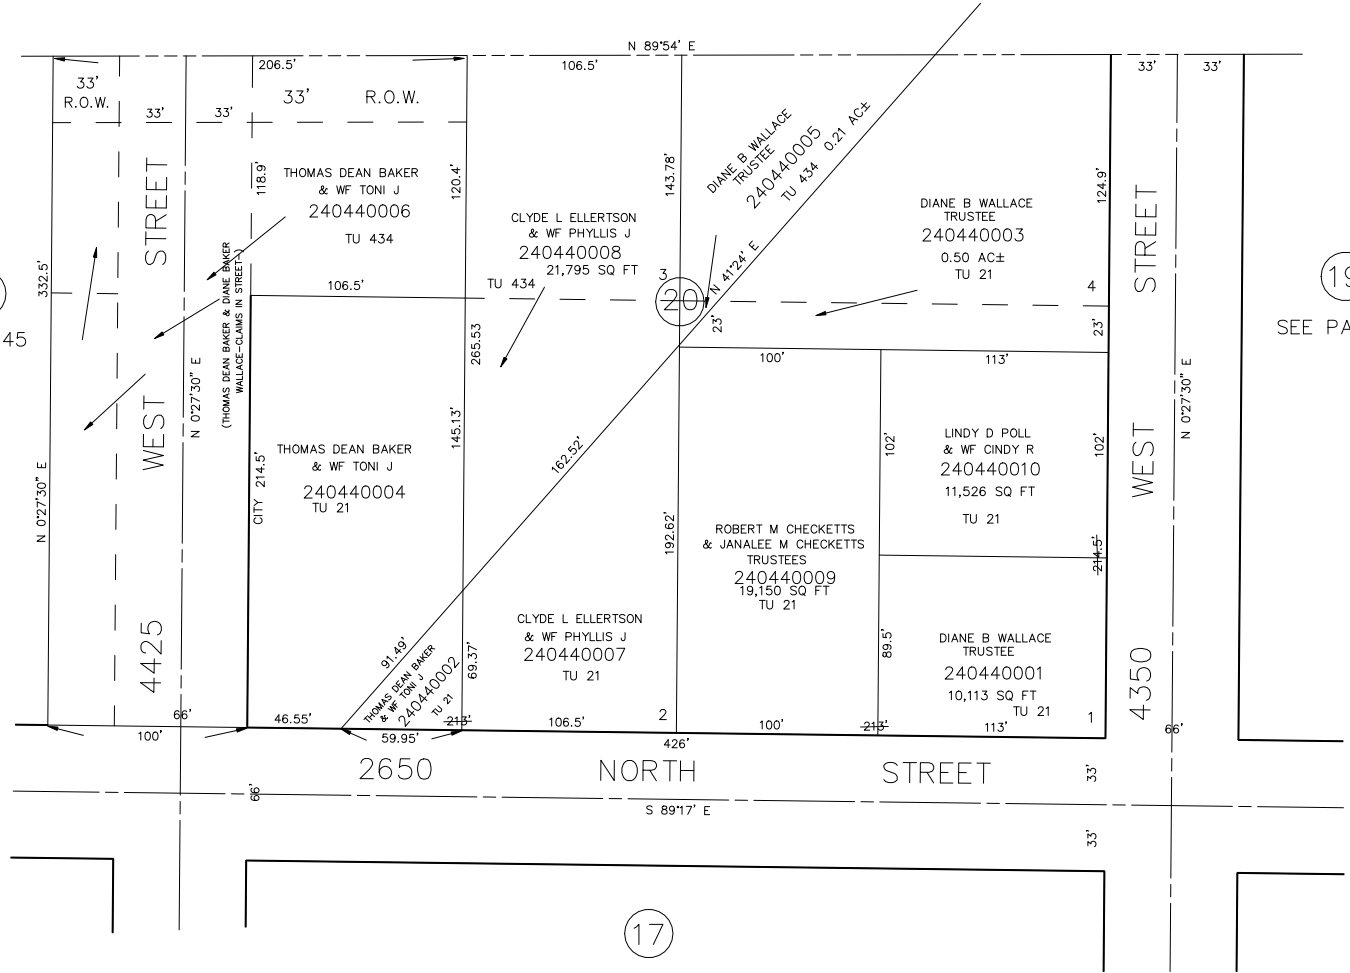 N 89°54' E
206.5'
106.5'
33'
33'
33'
R.O.W.
33'
R.O.W.
33'
33'
STREET
WEST
4425
118.9'
THOMAS DEAN BAKER
& WF TONI J
240440006
TU 434
120.4'
CLYDE L ELLERTSON
& WF PHYLLIS J
240440008
21,795 SQ FT
TU 434
143.78'
DIANE B WALLACE
TRUSTEE
240440005
TU 434 0.21 AC±
N 41°24' E
DIANE B WALLACE
TRUSTEE
240440003
0.50 AC±
TU 21
124.9'
STREET
WEST
4350
19
SEE PA
45
332.5'
N 0°27'30" E
N 0°27'30" E
(THOMAS DEAN BAKER & DIANE BAKER
WALLACE-CLAIMS IN STREET-)
106.5'
3
20
4
23'
23'
100'
113'
265.53
145.13'
162.52'
CITY 214.5'
THOMAS DEAN BAKER
& WF TONI J
240440004
TU 21
192.62'
ROBERT M CHECKETTS
& JANALEE M CHECKETTS
TRUSTEES
240440009
19,150 SQ FT
TU 21
102'
LINDY D POLL
& WF CINDY R
240440010
11,526 SQ FT
TU 21
102'
214.5'
N 0°27'30" E
CLYDE L ELLERTSON
& WF PHYLLIS J
240440007
TU 21
91.49'
THOMAS DEAN BAKER
& WF TONI J
240440002
TU 21
69.37'
89.5'
DIANE B WALLACE
TRUSTEE
240440001
10,113 SQ FT
TU 21
66'
100'
46.55'
213'
59.95'
106.5'
2
426'
100'
213'
113'
1
66'
2650
NORTH
STREET
33'
66'
S 89°17' E
33'
17